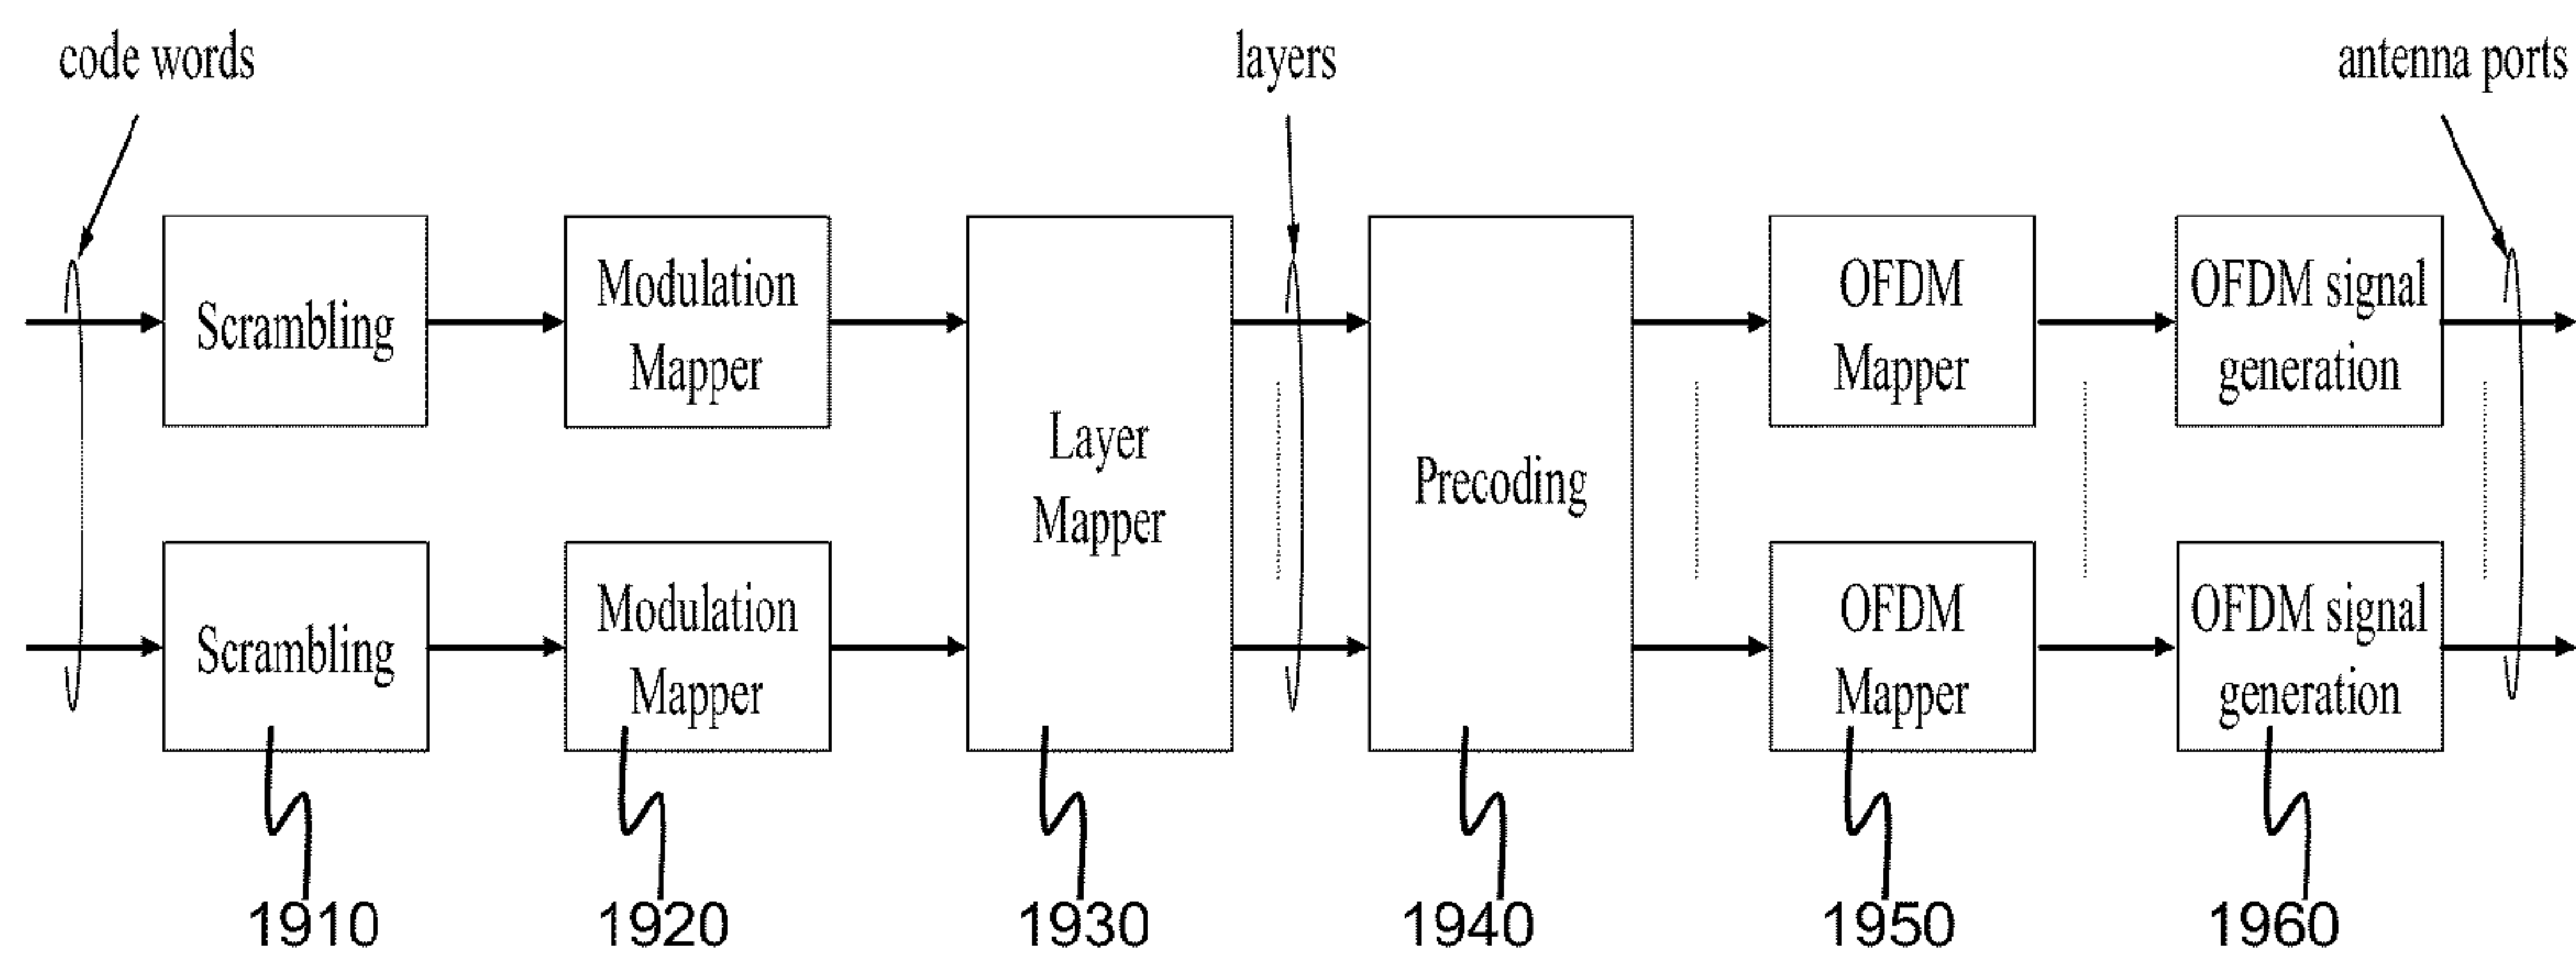 code words
layers
antenna ports
Scrambling
Modulation
Mapper
Layer
Mapper
Precoding
OFDM
Mapper
OFDM signal
generation
Scrambling
Modulation
Mapper
OFDM
Mapper
OFDM signal
generation
1910
1920
1930
1940
1950
1960